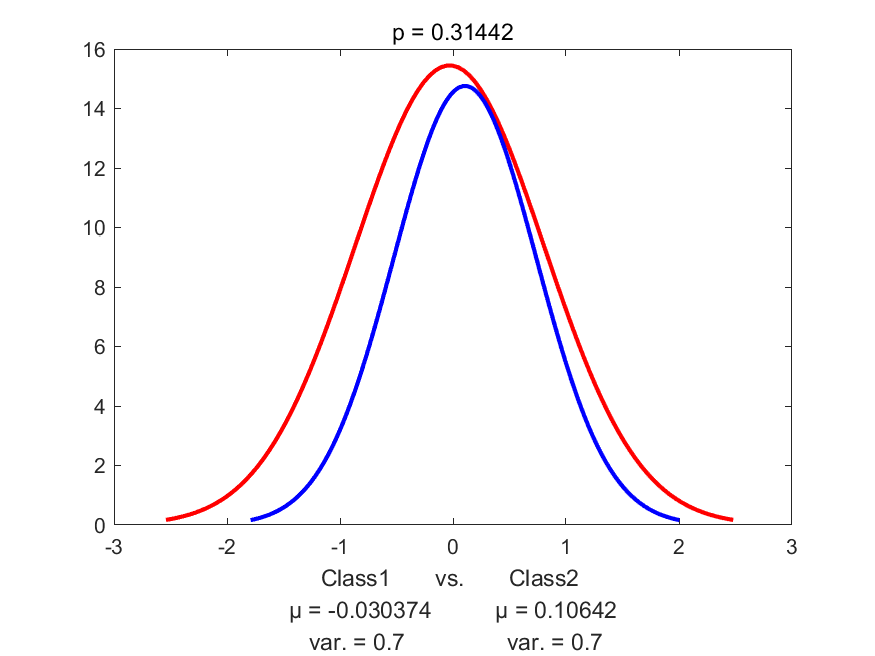 p = 0.31442
16
14
12
10
8
6
4
2
0
-3 -2 -1 0 1 2 3
Class1 vs. Class2
μ = -0.030374 μ = 0.10642
var. = 0.7 var. = 0.7